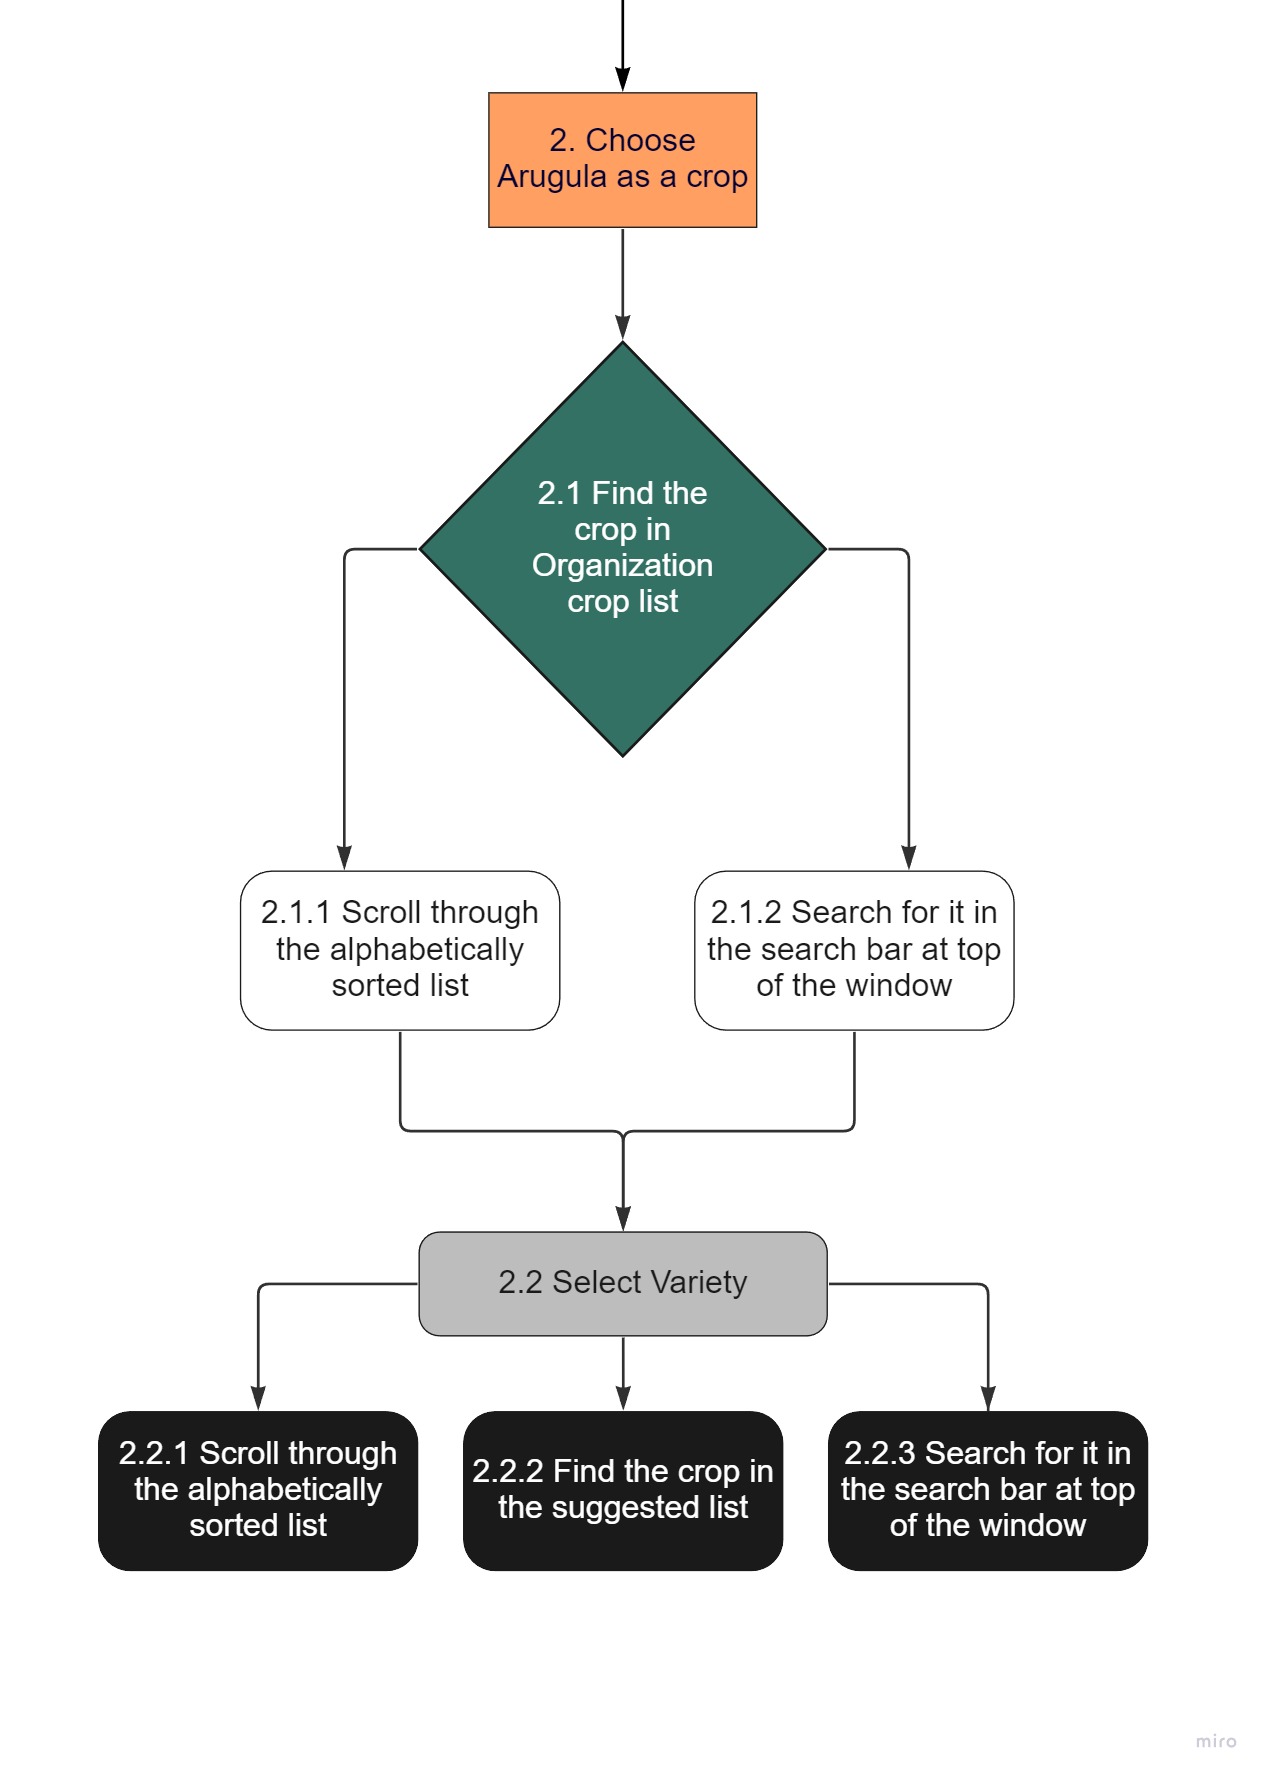 2. Choose
Arugula as a crop
2.1 Find the
crop in
Organization
crop list
2.1.1 Scroll through
the alphabetically
sorted list
2.1.2 Search for it in
the search bar at top
of the window
2.2 Select Variety
2.2.1 Scroll through
the alphabetically
sorted list
2.2.2 Find the crop in
the suggested list
2.2.3 Search for it in
the search bar at top
of the window
miro